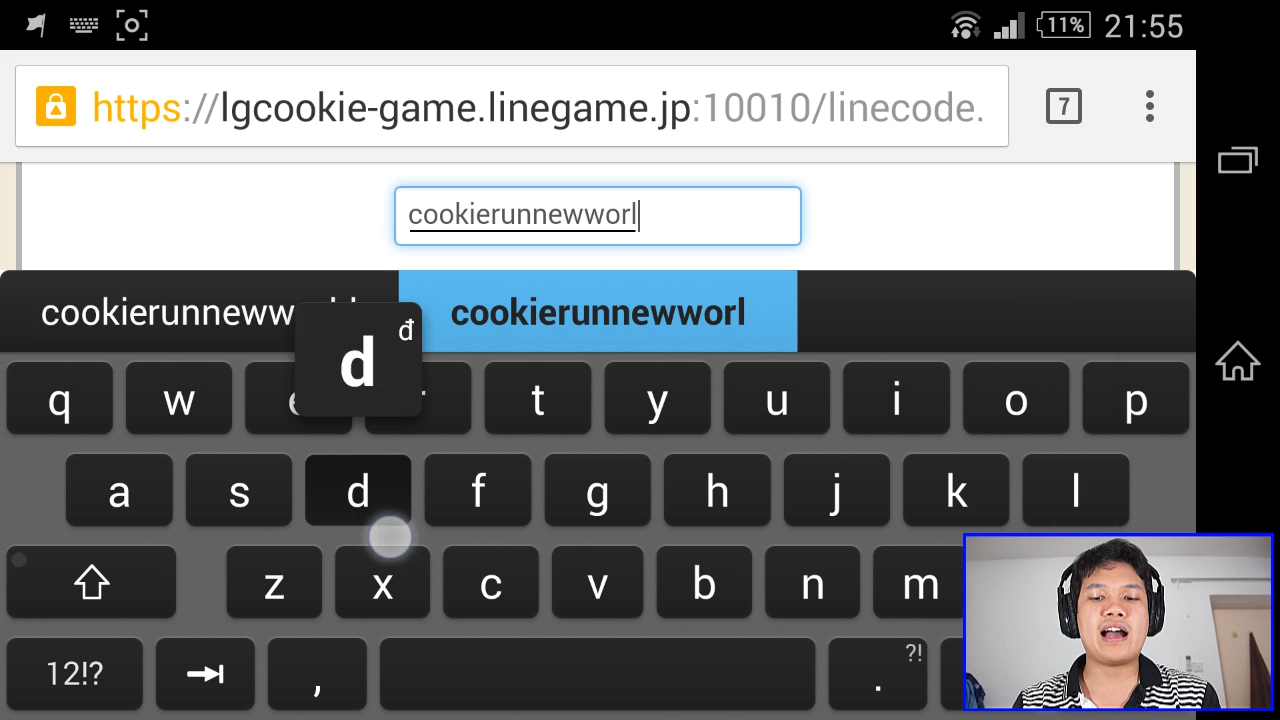 11% 21:55
https://lgcookie-game.linegame.jp:10010/linecode. 7
cookierunnewworl
cookierunnewworl
d đ
q w e r t y u i o p
a s d f g h j k l
z x c v b n m
12!? , ?! .